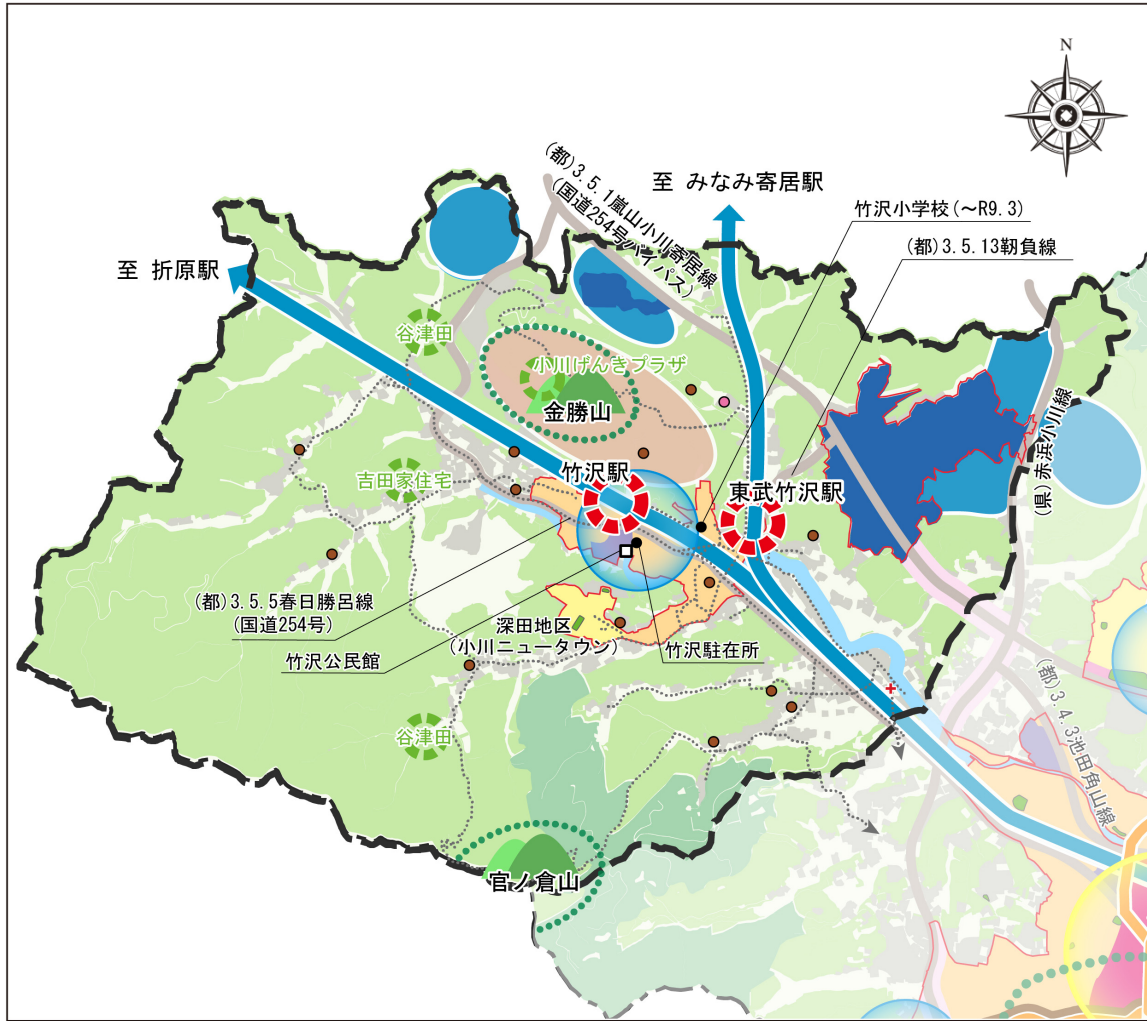 N
(都)3.5.1嵐山小川寄居線
(国道254号バイパス)
至 みなみ寄居駅
竹沢小学校(～R9.3)
(都)3.5.13靭負線
至 折原駅
谷津田
小川げんきプラザ
金勝山
(県)赤浜小川線
竹沢駅
東武竹沢駅
吉田家住宅
(都)3.5.5春日勝呂線
(国道254号)
深田地区
(小川ニュータウン)
竹沢公民館
竹沢駐在所
谷津田
(都)3.4.3池田角山線
官ノ倉山